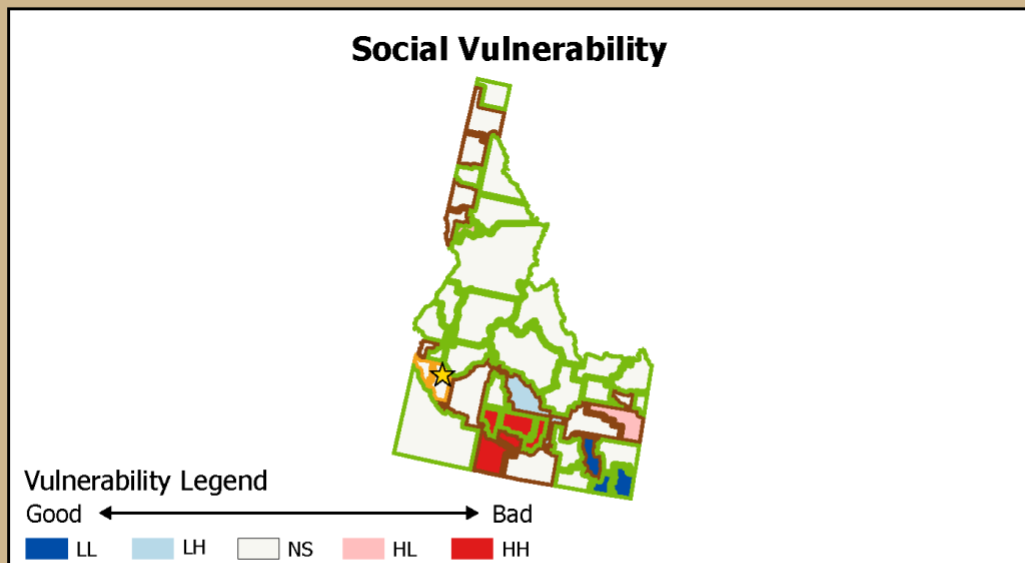 Social Vulnerability
Vulnerability Legend
Good Bad
LL LH NS HL HH